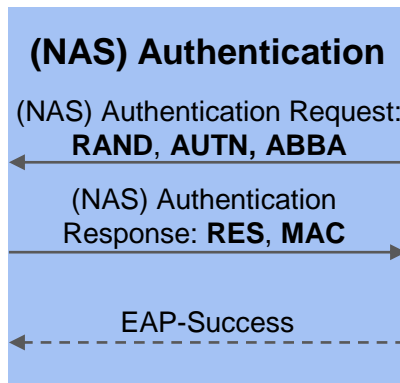 (NAS) Authentication
(NAS) Authentication Request:
RAND, AUTN, ABBA
(NAS) Authentication
Response: RES, MAC
EAP-Success